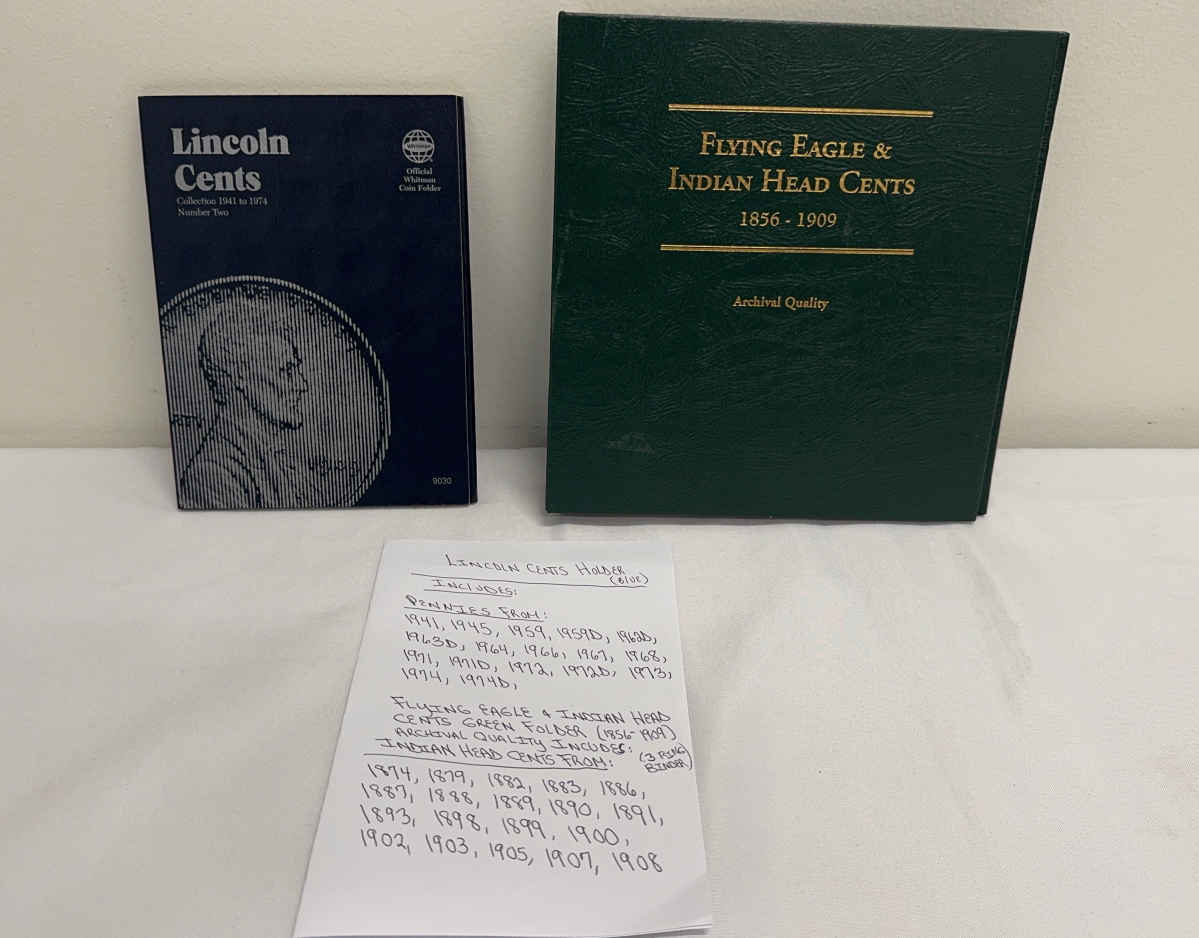 Lincoln
Cents
Collection 1941 to 1974
Number Two
Whitman
Official
Whitman
Coin Folder
9030
FLYING EAGLE &
INDIAN HEAD CENTS
1856 - 1909
Archival Quality
LINCOLN CENTS HOLDER
(BLUE)
INCLUDES:
PENNIES FROM:
1941, 1945, 1959, 1959D, 1962D,
1963D, 1964, 1966, 1967, 1968,
1971, 1971D, 1972, 1972D, 1973,
1974, 1974D,
FLYING EAGLE & INDIAN HEAD
CENTS GREEN FOLDER (1856-1909)
ARCHIVAL QUALITY INCLUDES:
(3 RING
BINDER)
INDIAN HEAD CENTS FROM:
1874, 1879, 1882, 1883, 1886,
1887, 1888, 1889, 1890, 1891,
1893, 1898, 1899, 1900,
1902, 1903, 1905, 1907, 1908